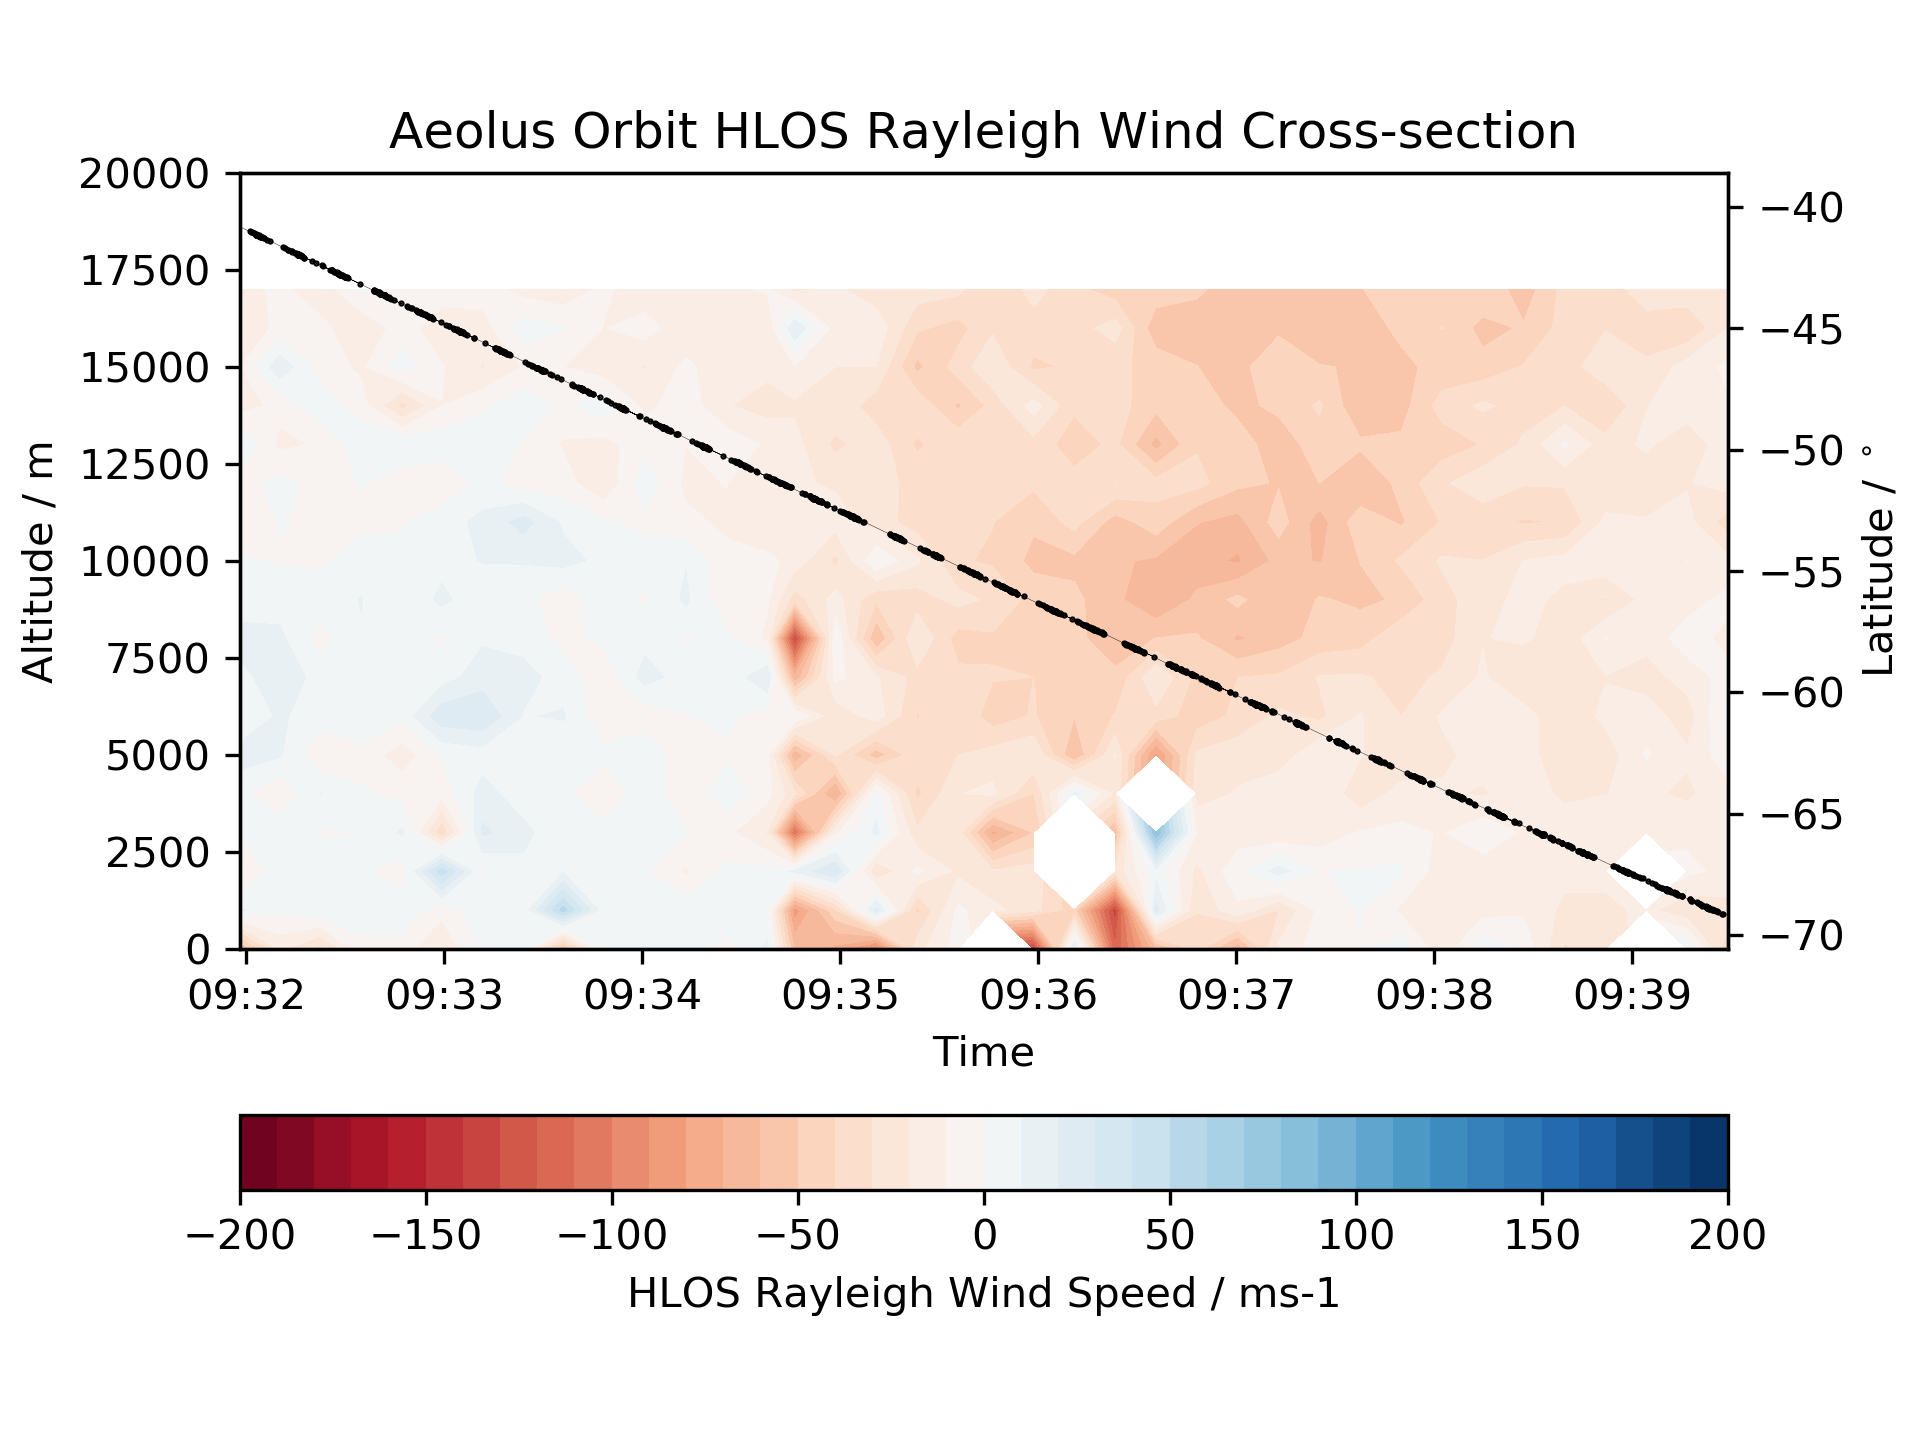 Aeolus Orbit HLOS Rayleigh Wind Cross-section
20000
17500
15000
12500
10000
7500
5000
2500
0
Altitude / m
−40
−45
−50
−55
−60
−65
−70
Latitude / °
09:32 09:33 09:34 09:35 09:36 09:37 09:38 09:39
Time
−200 −150 −100 −50 0 50 100 150 200
HLOS Rayleigh Wind Speed / ms-1